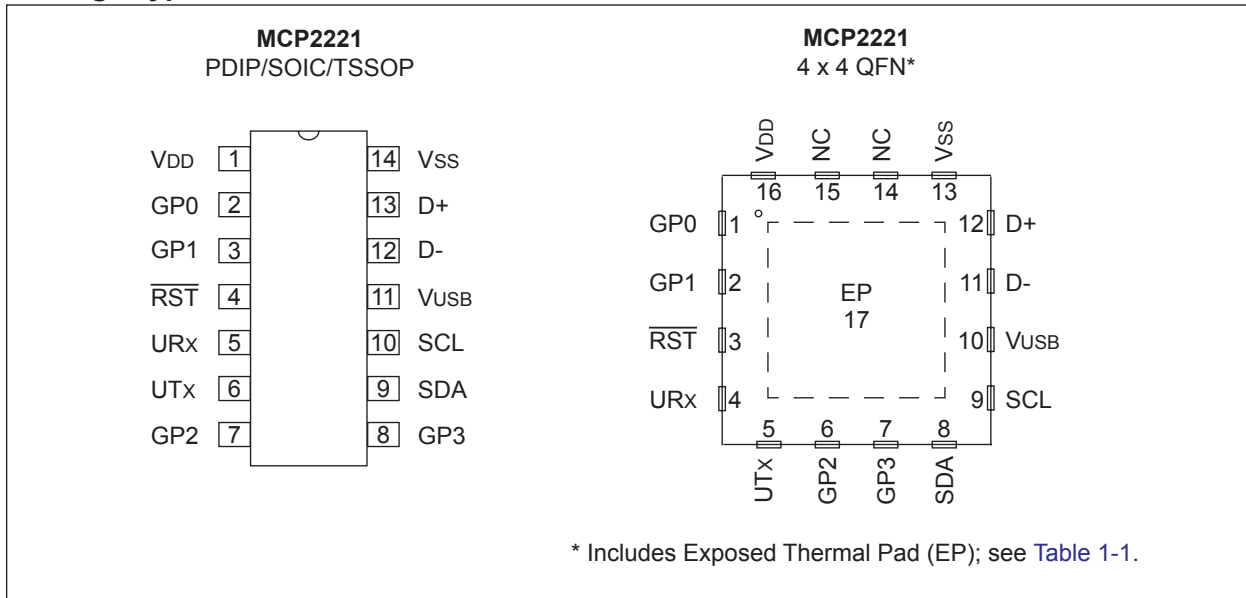 MCP2221
PDIP/SOIC/TSSOP
VDD 1 14 VSS
GP0 2 13 D+
GP1 3 12 D-
RST 4 11 VUSB
URx 5 10 SCL
UTx 6 9 SDA
GP2 7 8 GP3
MCP2221
4 x 4 QFN*
VDD NC NC VSS
16 15 14 13
GP0 1 12 D+
GP1 2 11 D-
EP
17
RST 3 10 VUSB
URx 4 9 SCL
5 6 7 8
UTx GP2 GP3 SDA
* Includes Exposed Thermal Pad (EP); see Table 1-1.